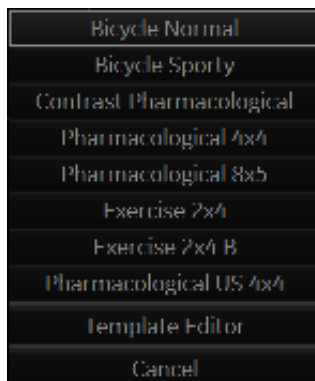 Bicycle Normal
Bicycle Sporty
Contrast Pharmacological
Pharmacological 4x4
Pharmacological 8x5
Exercise 2x4
Exercise 2x4 B
Pharmacological US 4x4
Template Editor
Cancel